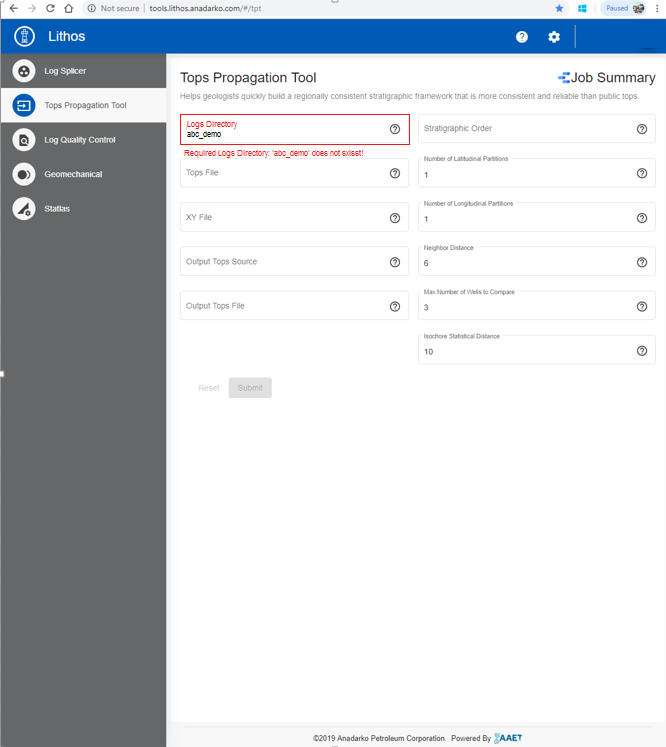 Not secure | tools.lithos.anadarko.com/#/tpt
Paused
Lithos
Log Splicer
Tops Propagation Tool
Log Quality Control
Geomechanical
Statlas
Tops Propagation Tool
Job Summary
Helps geologists quickly build a regionally consistent stratigraphic framework that is more consistent and reliable than public tops.
Logs Directory
abc_demo
Required Logs Directory: 'abc_demo' does not sxisst!
Tops File
XY File
Output Tops Source
Output Tops File
Stratigraphic Order
Number of Latitudinal Partitions
1
Number of Longitudinal Partitions
1
Neighbor Distance
6
Max Number of Wells to Compare
3
Isochore Statistical Distance
10
Reset
Submit
©2019 Anadarko Petroleum Corporation. Powered By AAET